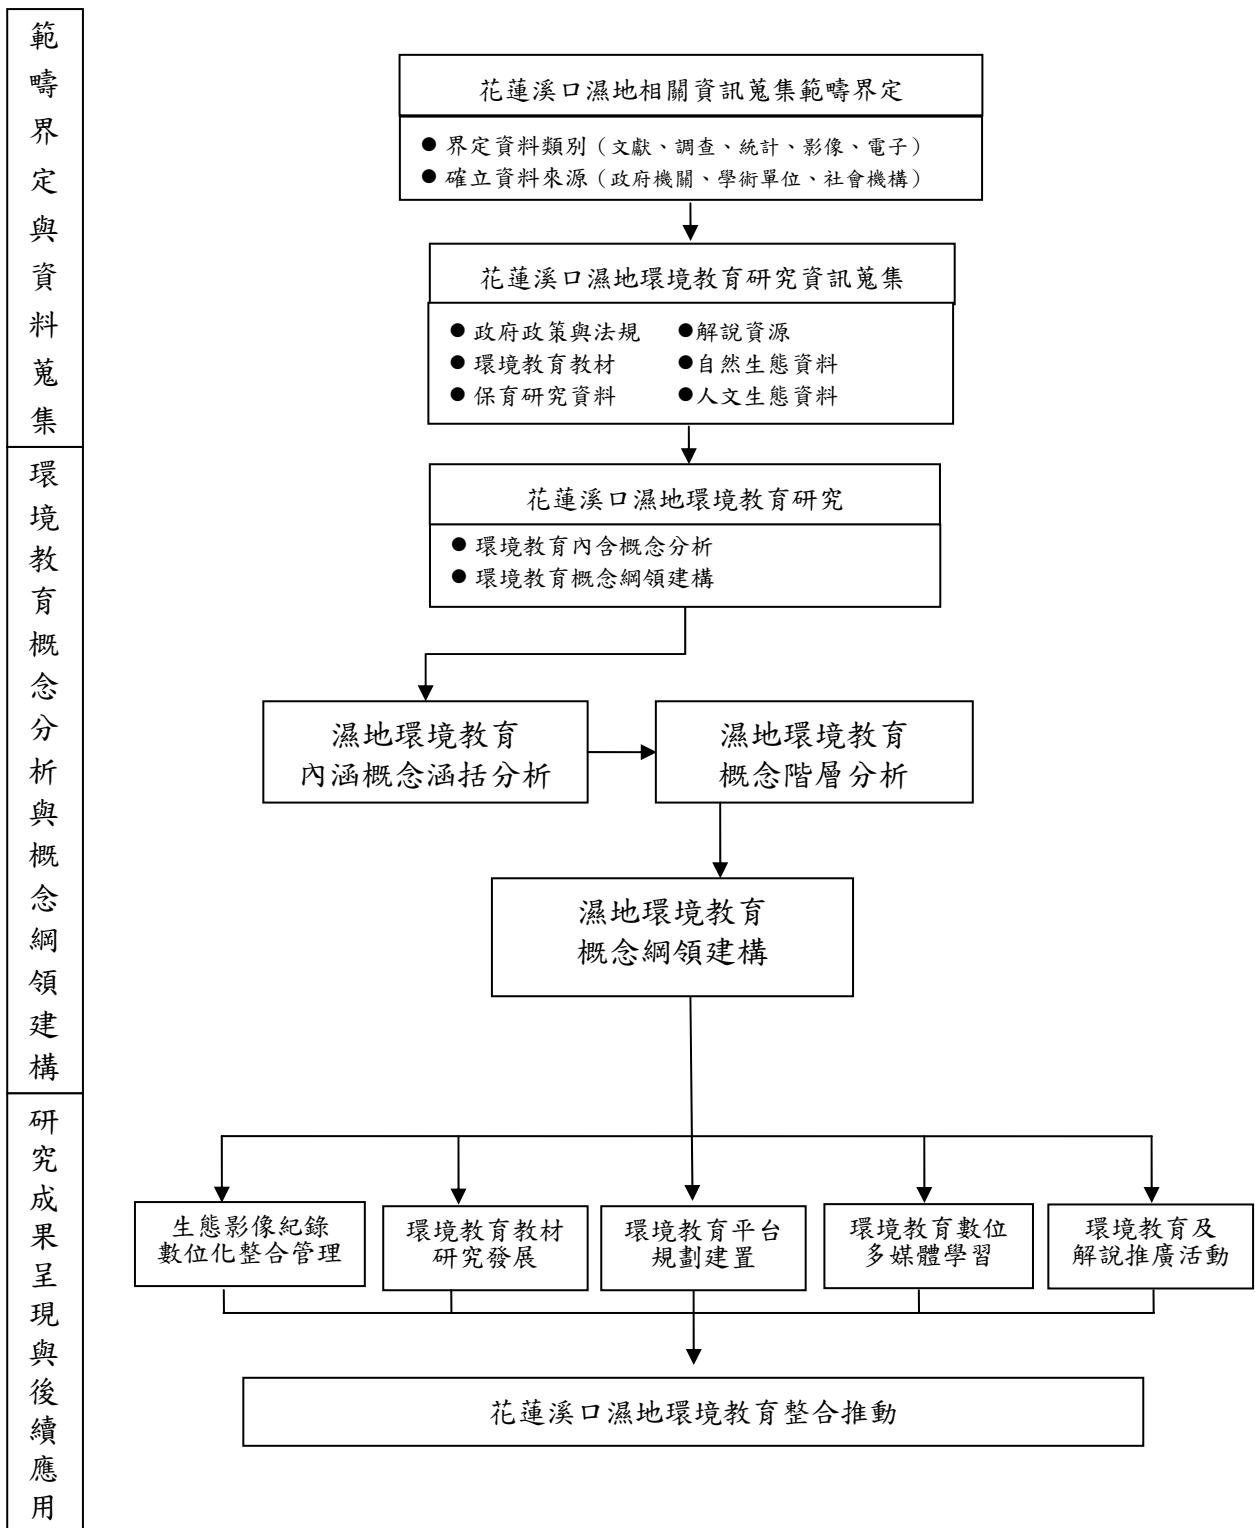 範疇界定與資料蒐集
花蓮溪口濕地相關資訊蒐集範疇界定
● 界定資料類別（文獻、調查、統計、影像、電子）
● 確立資料來源（政府機關、學術單位、社會機構）
花蓮溪口濕地環境教育研究資訊蒐集
● 政府政策與法規 ●解說資源
● 環境教育教材 ●自然生態資料
● 保育研究資料 ●人文生態資料
環境教育概念分析與概念綱領建構
花蓮溪口濕地環境教育研究
● 環境教育內含概念分析
● 環境教育概念綱領建構
濕地環境教育
內涵概念涵括分析
濕地環境教育
概念階層分析
濕地環境教育
概念綱領建構
研究成果呈現與後續應用
生態影像紀錄
數位化整合管理
環境教育教材
研究發展
環境教育平台
規劃建置
環境教育數位
多媒體學習
環境教育及
解說推廣活動
花蓮溪口濕地環境教育整合推動